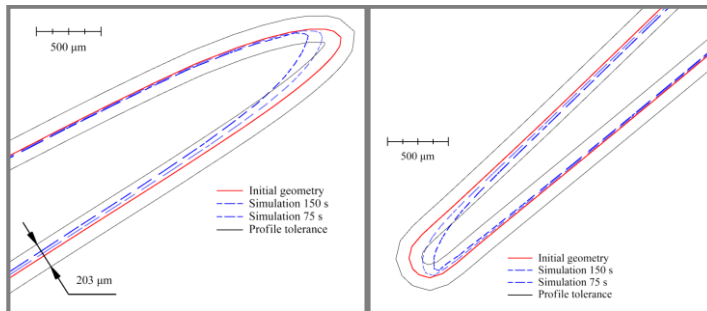 500 μm
Initial geometry
Simulation 150 s
Simulation 75 s
Profile tolerance
203 μm
500 μm
Initial geometry
Simulation 150 s
Simulation 75 s
Profile tolerance